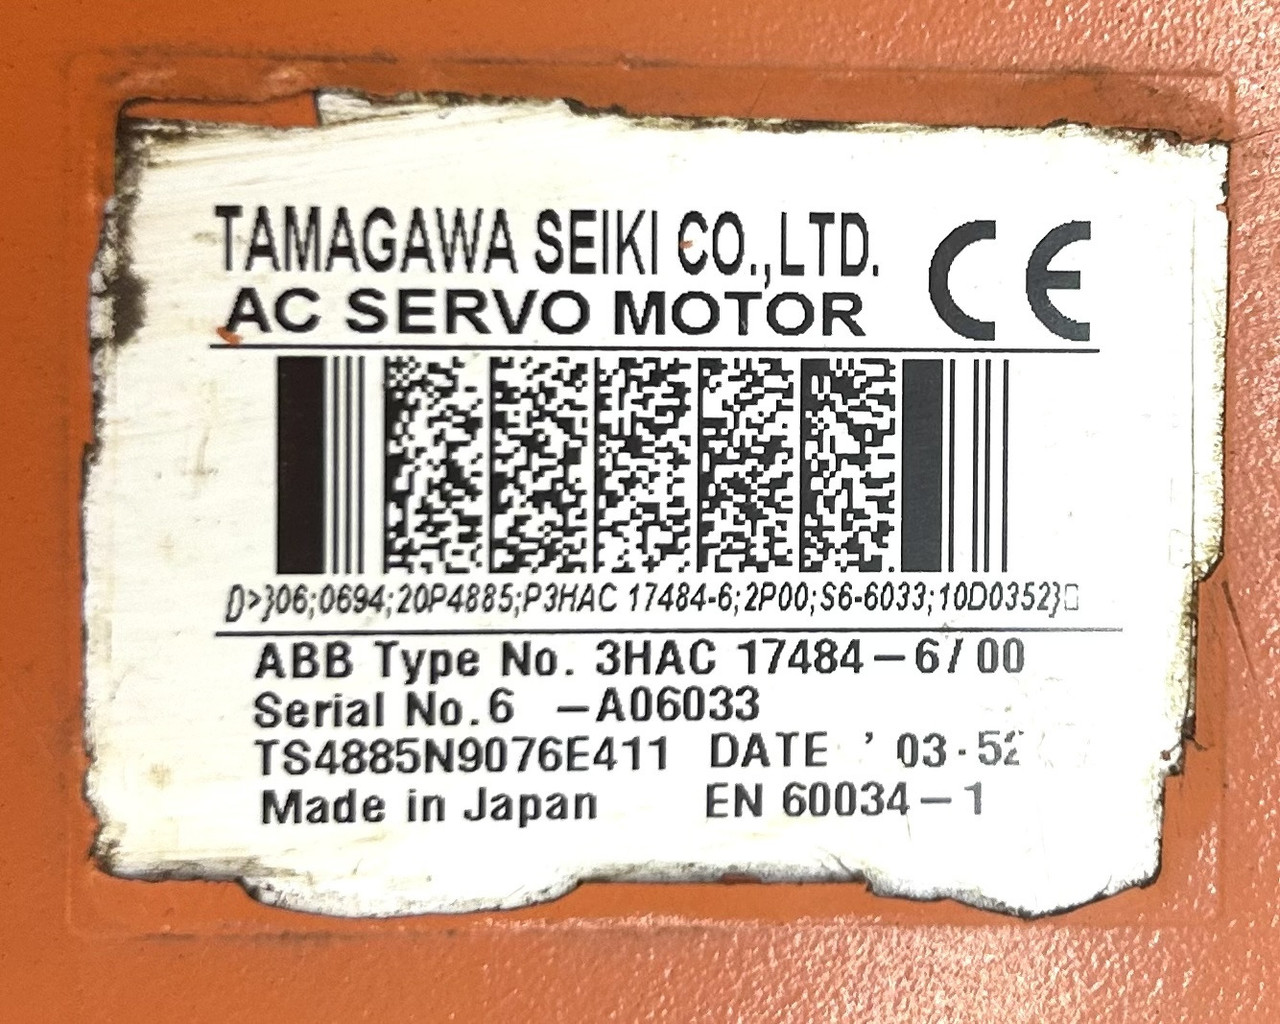 TAMAGAWA SEIKI CO.,LTD. CE
AC SERVO MOTOR
D>}06;0694;20P4885;P3HAC 17484-6;2P00;S6-6033;10D0352}
ABB Type No. 3HAC 17484-6/00
Serial No.6 -A06033
TS4885N9076E411 DATE '03-52
Made in Japan EN 60034-1